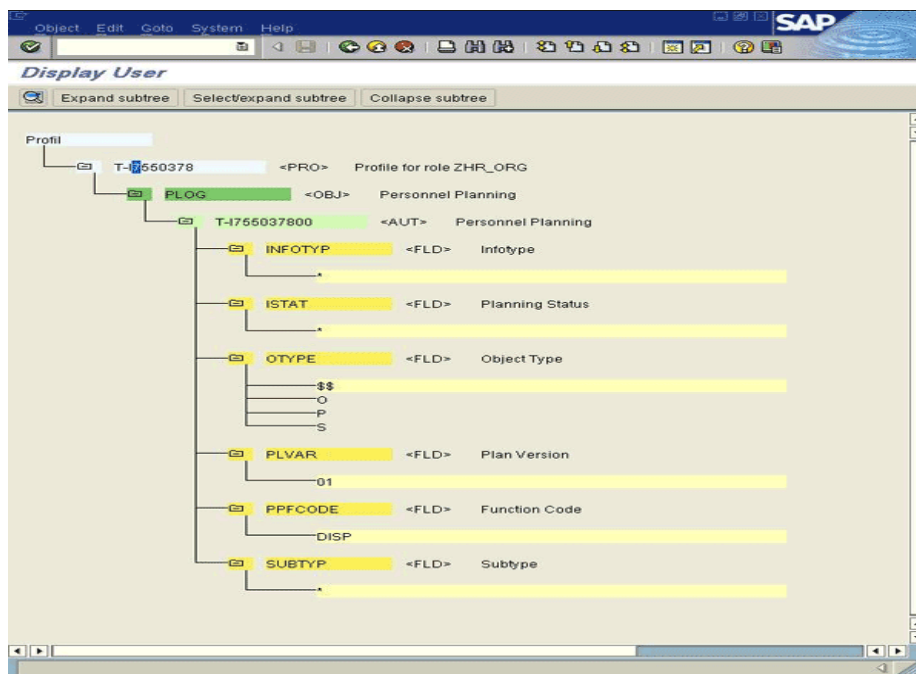 Object Edit Goto System Help
SAP
Display User
Expand subtree Select/expand subtree Collapse subtree
Profil
T-I7550378 <PRO> Profile for role ZHR_ORG
PLOG <OBJ> Personnel Planning
T-I755037800 <AUT> Personnel Planning
INFOTYP <FLD> Infotype
*
ISTAT <FLD> Planning Status
*
OTYPE <FLD> Object Type
$$
O
P
S
PLVAR <FLD> Plan Version
01
PPFCODE <FLD> Function Code
DISP
SUBTYP <FLD> Subtype
*